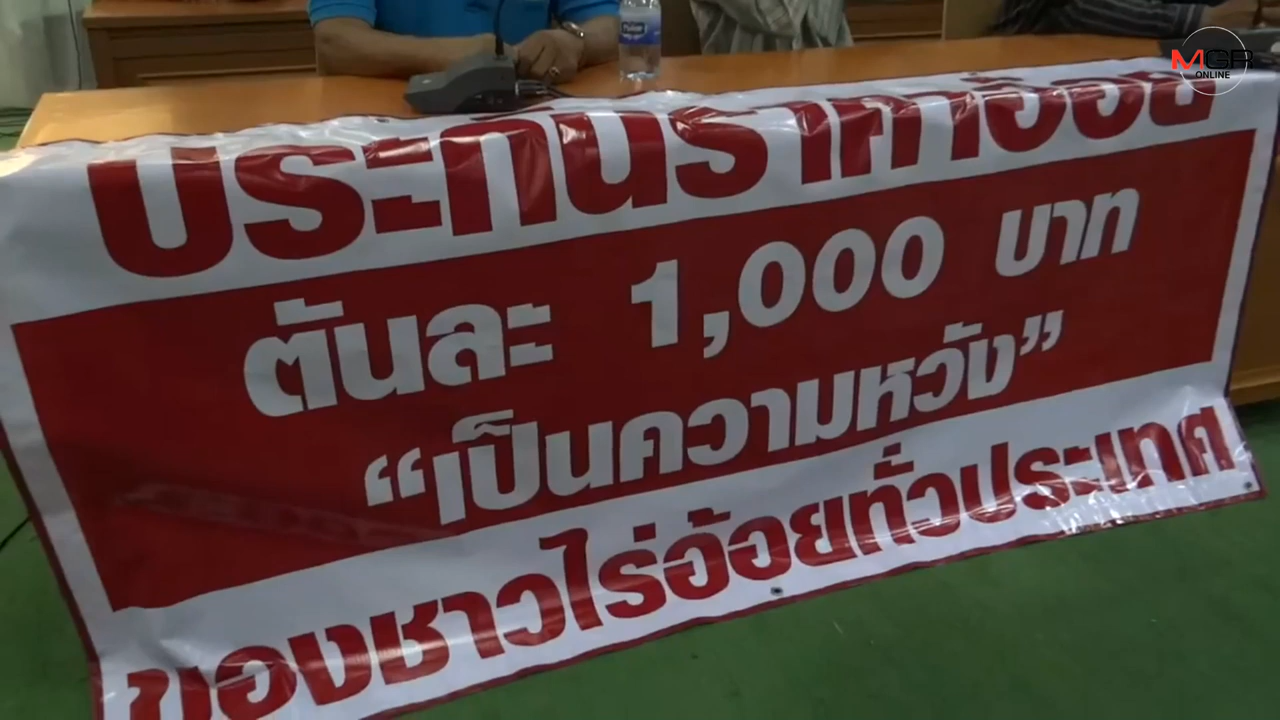 MGR
ONLINE
ประกันราคาอ้อย
ตันละ 1,000 บาท
“เป็นความหวัง”
ของชาวไร่อ้อยทั่วประเทศ